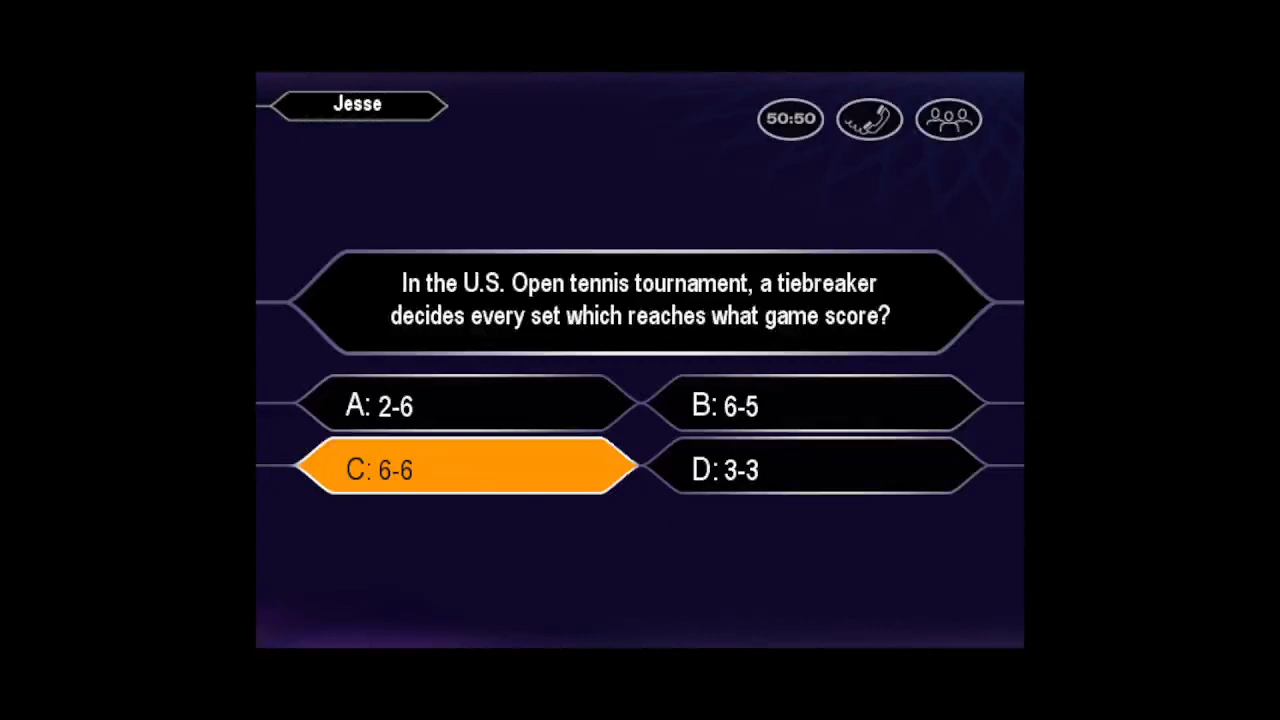 Jesse
50:50
In the U.S. Open tennis tournament, a tiebreaker
decides every set which reaches what game score?
A: 2-6
B: 6-5
C: 6-6
D: 3-3